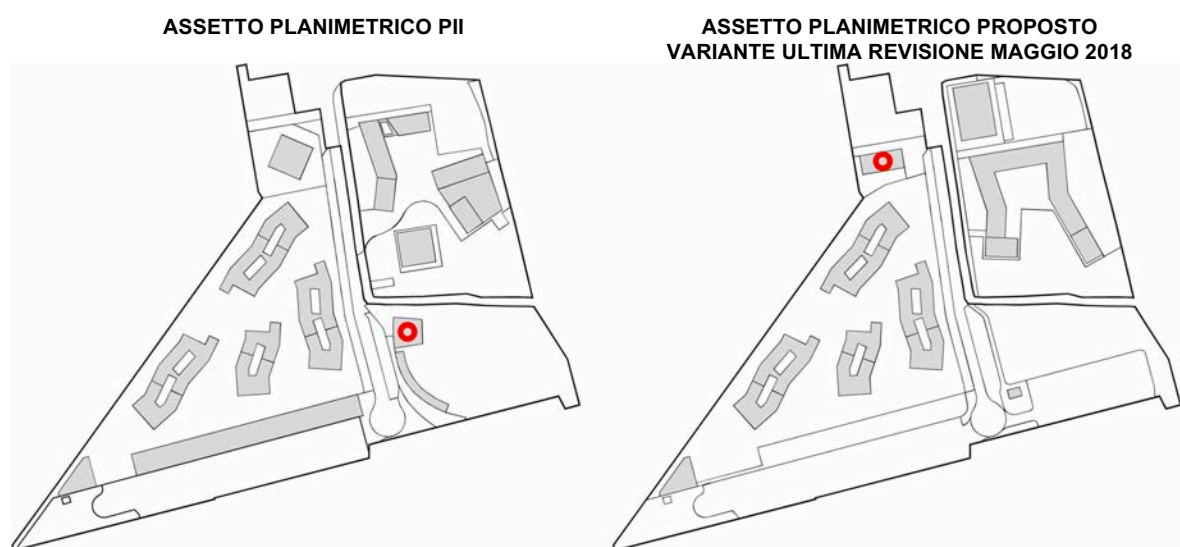 ASSETTO PLANIMETRICO PII
ASSETTO PLANIMETRICO PROPOSTO
VARIANTE ULTIMA REVISIONE MAGGIO 2018